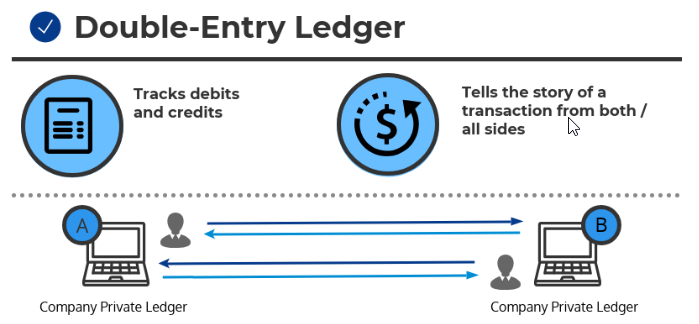 Double-Entry Ledger
Tracks debits
and credits
Tells the story of a
transaction from both /
all sides
A
B
Company Private Ledger
Company Private Ledger